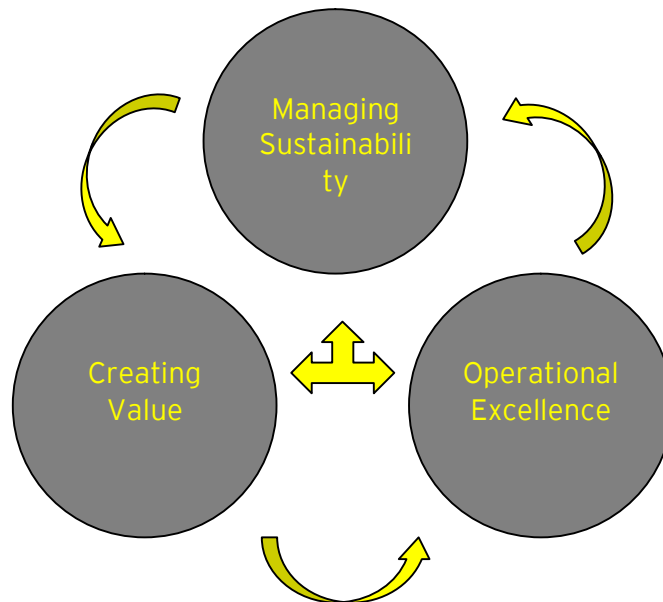 Managing
Sustainabili
ty
Creating
Value
Operational
Excellence